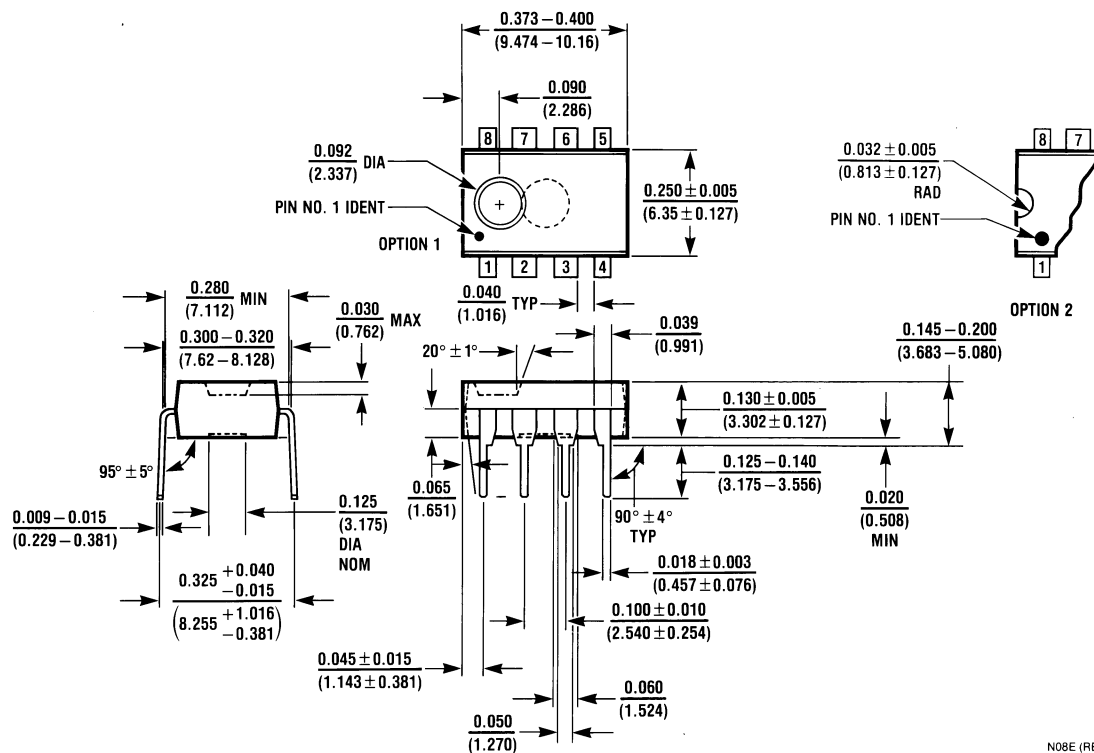 0.373 – 0.400
(9.474 – 10.16)
0.090
(2.286)
8 7 6 5
0.092 DIA
(2.337)
PIN NO. 1 IDENT
OPTION 1
1 2 3 4
0.250 ± 0.005
(6.35 ± 0.127)
0.032 ± 0.005
(0.813 ± 0.127)
RAD
PIN NO. 1 IDENT
8 7
1
OPTION 2
0.280 MIN
(7.112)
0.300 – 0.320
(7.62 – 8.128)
0.030 MAX
(0.762)
0.040 TYP
(1.016)
20° ± 1°
0.039
(0.991)
0.145 – 0.200
(3.683 – 5.080)
0.130 ± 0.005
(3.302 ± 0.127)
0.125 – 0.140
(3.175 – 3.556)
0.020
(0.508)
MIN
95° ± 5°
0.009 – 0.015
(0.229 – 0.381)
0.125
(3.175)
DIA
NOM
0.065
(1.651)
90° ± 4°
TYP
0.325 +0.040
−0.015
(8.255 +1.016
−0.381)
0.018 ± 0.003
(0.457 ± 0.076)
0.100 ± 0.010
(2.540 ± 0.254)
0.045 ± 0.015
(1.143 ± 0.381)
0.060
(1.524)
0.050
(1.270)
N08E (RE